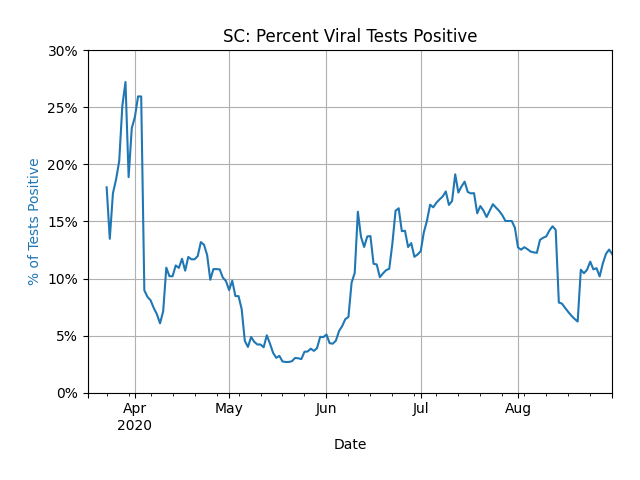 SC: Percent Viral Tests Positive
30%
25%
20%
15%
10%
5%
0%
% of Tests Positive
Apr May Jun Jul Aug
2020
Date